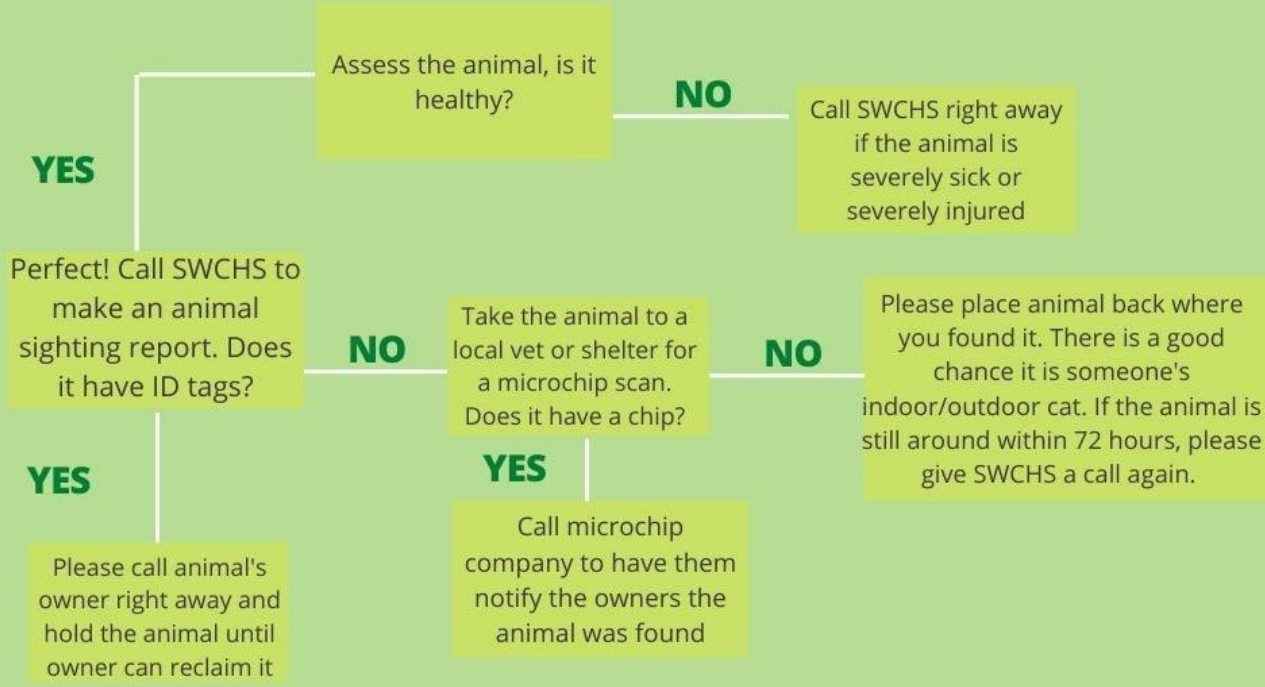 Assess the animal, is it
healthy?
NO
Call SWCHS right away
if the animal is
severely sick or
severely injured
YES
Perfect! Call SWCHS to
make an animal
sighting report. Does
it have ID tags?
NO
Take the animal to a
local vet or shelter for
a microchip scan.
Does it have a chip?
NO
Please place animal back where
you found it. There is a good
chance it is someone's
indoor/outdoor cat. If the animal is
still around within 72 hours, please
give SWCHS a call again.
YES
Please call animal's
owner right away and
hold the animal until
owner can reclaim it
YES
Call microchip
company to have them
notify the owners the
animal was found